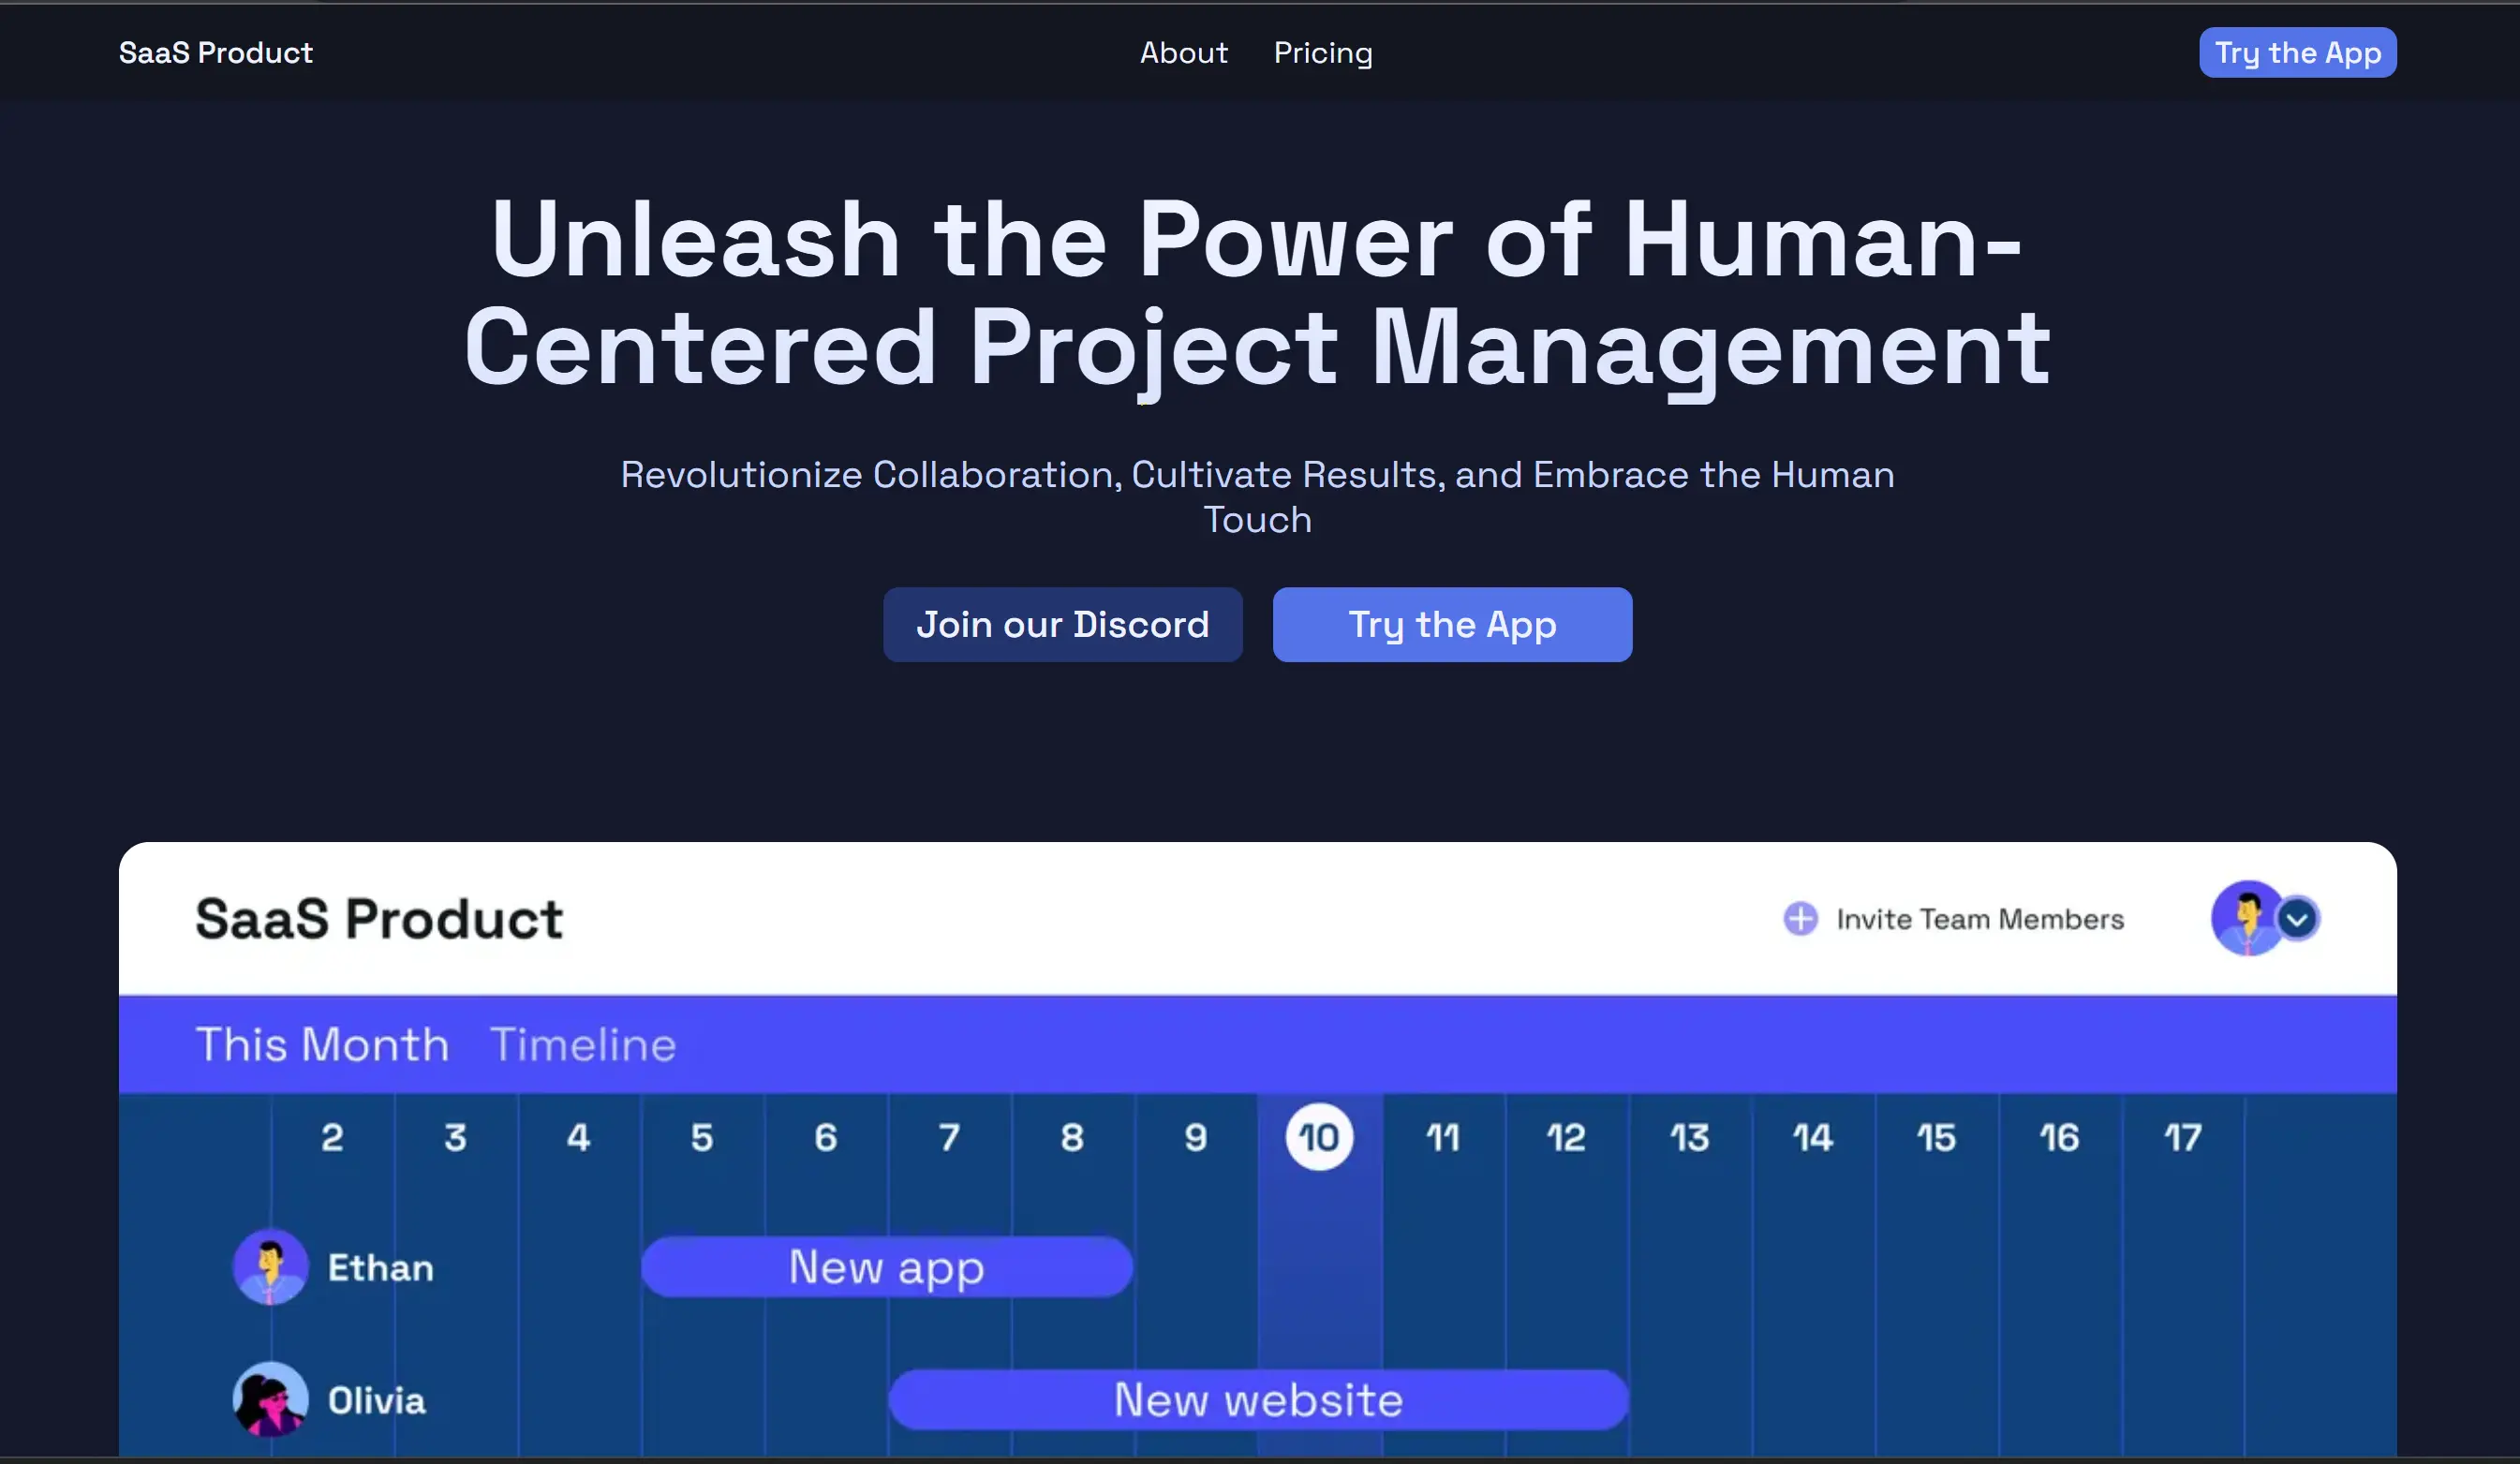 SaaS Product
About Pricing
Try the App
Unleash the Power of Human-
Centered Project Management
Revolutionize Collaboration, Cultivate Results, and Embrace the Human
Touch
Join our Discord
Try the App
SaaS Product
Invite Team Members
This Month Timeline
2 3 4 5 6 7 8 9 10 11 12 13 14 15 16 17
Ethan
New app
Olivia
New website